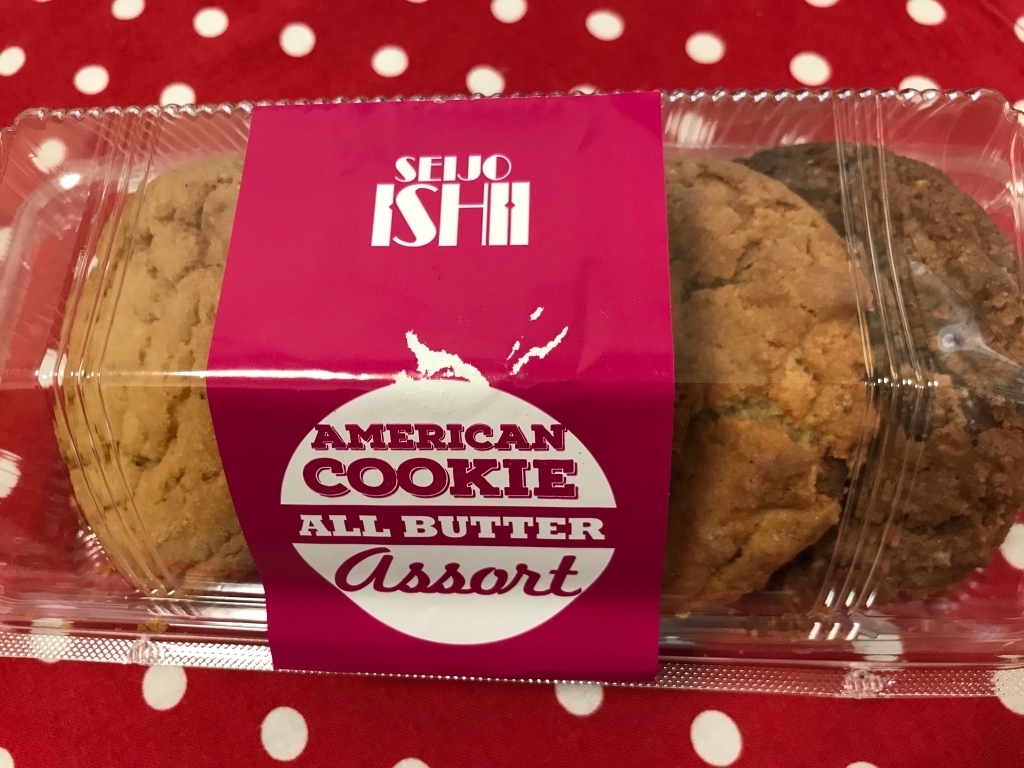 SEIJO
ISHII
AMERICAN
COOKIE
ALL BUTTER
Assort